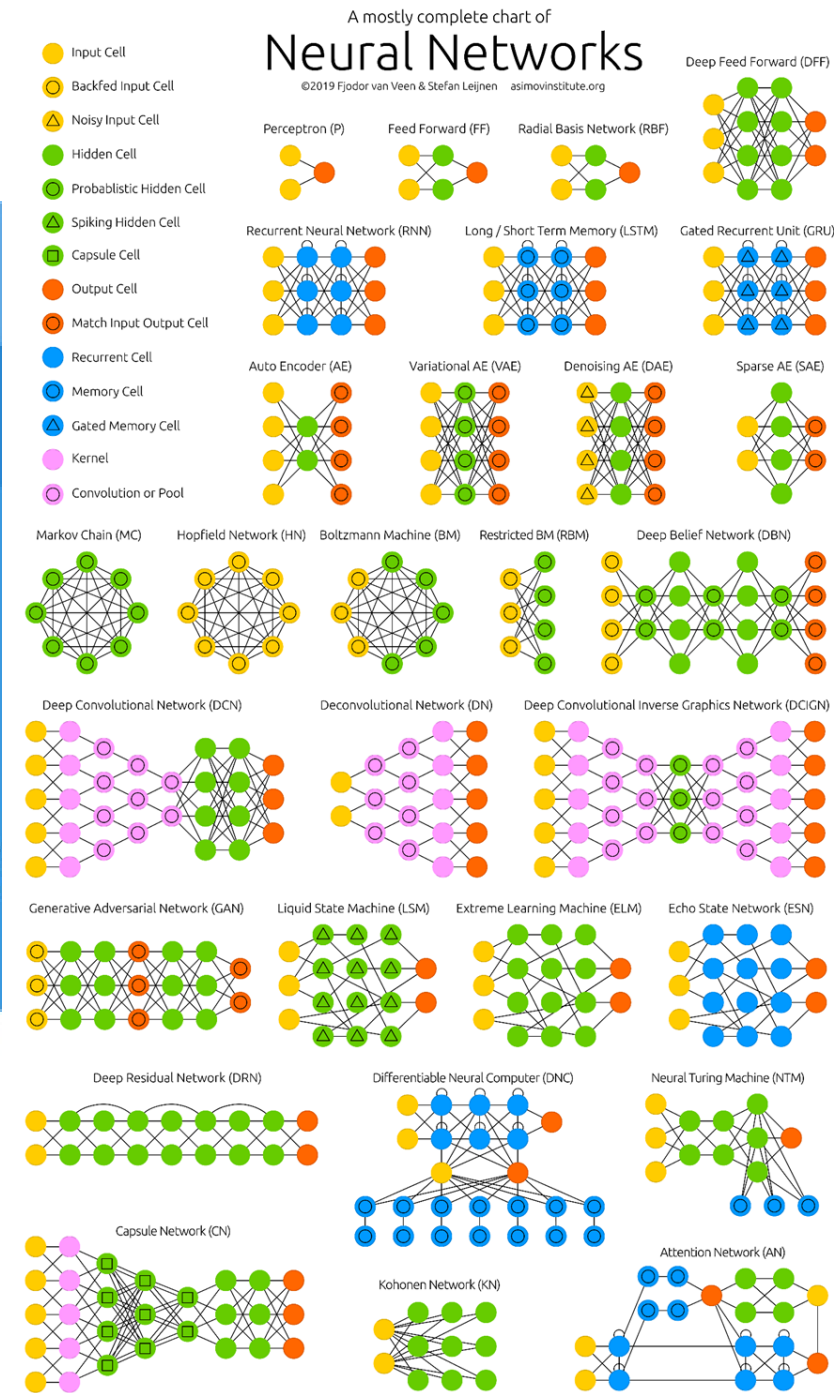 A mostly complete chart of
Neural Networks
©2019 Fjodor van Veen & Stefan Leijnen asimovinstitute.org
Input Cell
Backfed Input Cell
Noisy Input Cell
Hidden Cell
Probablistic Hidden Cell
Spiking Hidden Cell
Capsule Cell
Output Cell
Match Input Output Cell
Recurrent Cell
Memory Cell
Gated Memory Cell
Kernel
Convolution or Pool
Deep Feed Forward (DFF)
Perceptron (P)
Feed Forward (FF)
Radial Basis Network (RBF)
Recurrent Neural Network (RNN)
Long / Short Term Memory (LSTM)
Gated Recurrent Unit (GRU)
Auto Encoder (AE)
Variational AE (VAE)
Denoising AE (DAE)
Sparse AE (SAE)
Markov Chain (MC)
Hopfield Network (HN)
Boltzmann Machine (BM)
Restricted BM (RBM)
Deep Belief Network (DBN)
Deep Convolutional Network (DCN)
Deconvolutional Network (DN)
Deep Convolutional Inverse Graphics Network (DCIGN)
Generative Adversarial Network (GAN)
Liquid State Machine (LSM)
Extreme Learning Machine (ELM)
Echo State Network (ESN)
Deep Residual Network (DRN)
Differentiable Neural Computer (DNC)
Neural Turing Machine (NTM)
Capsule Network (CN)
Kohonen Network (KN)
Attention Network (AN)